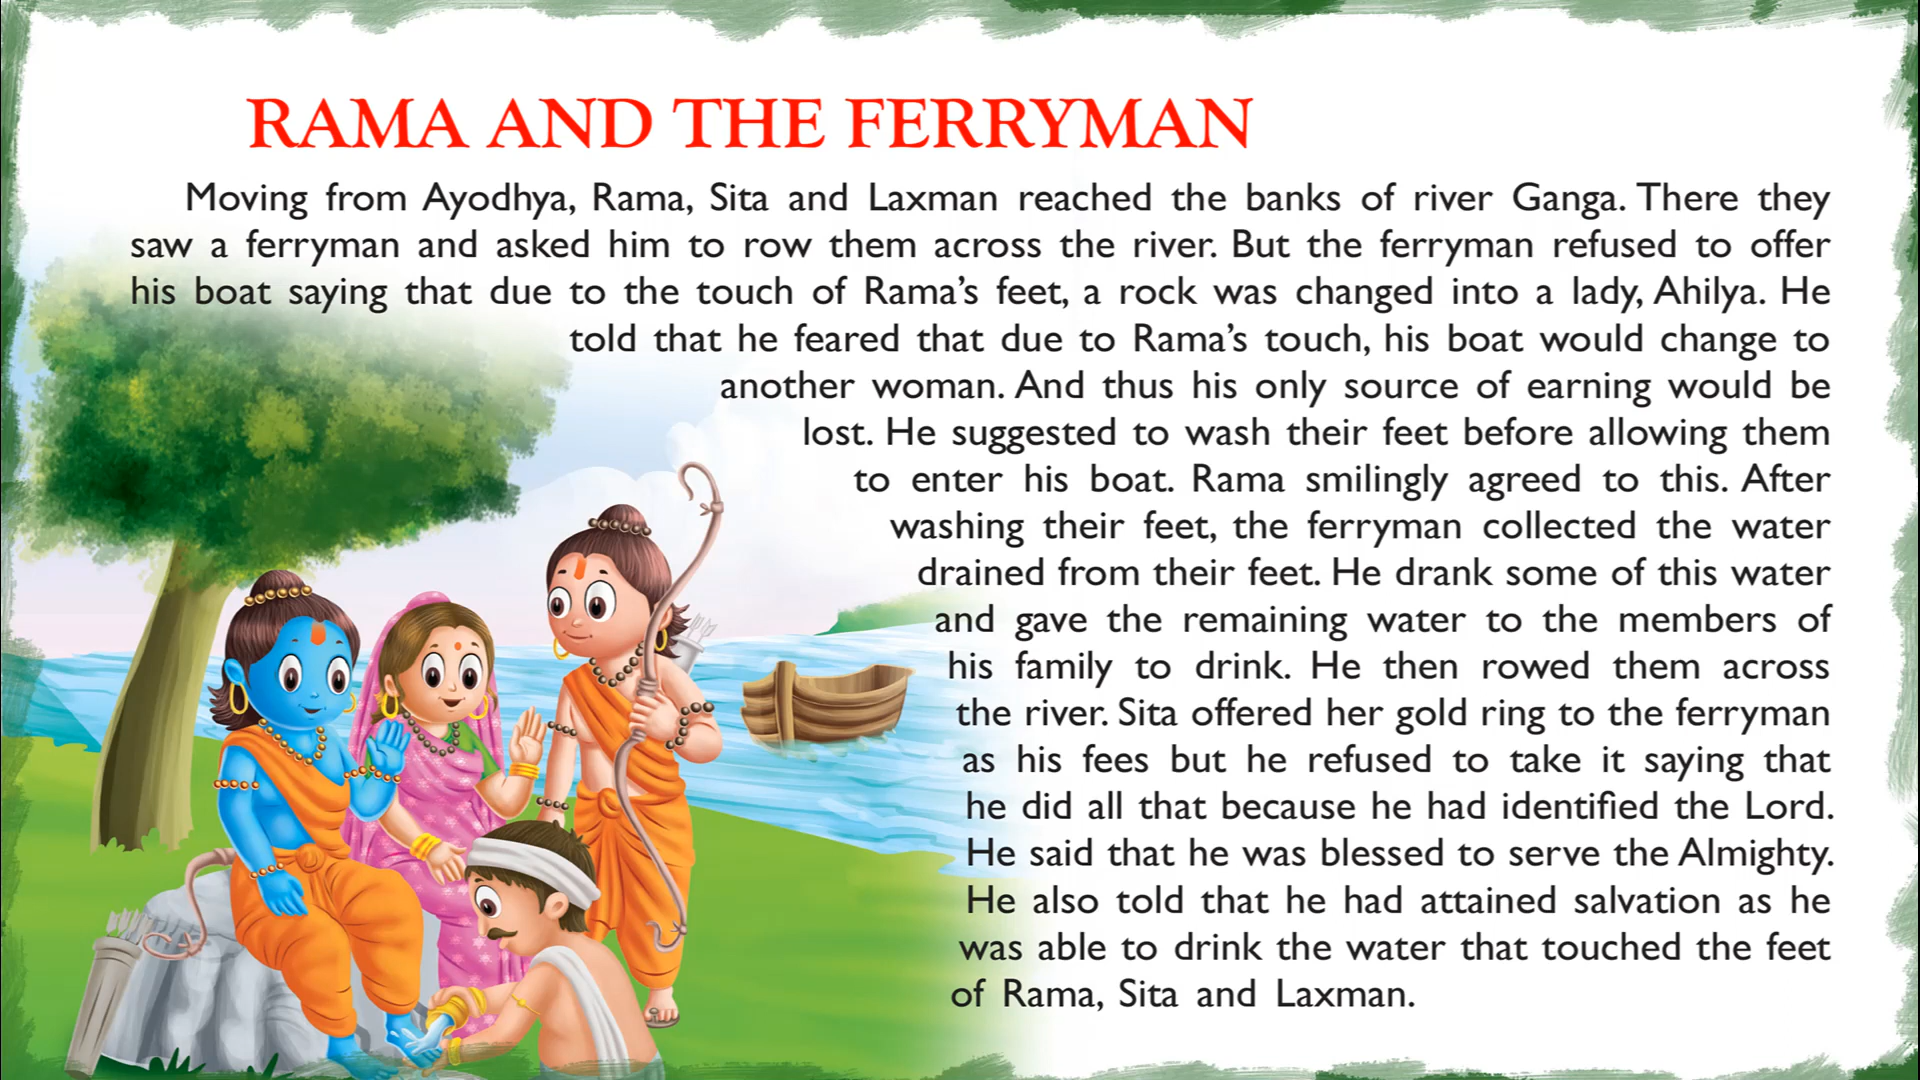 RAMA AND THE FERRYMAN
Moving from Ayodhya, Rama, Sita and Laxman reached the banks of river Ganga. There they
saw a ferryman and asked him to row them across the river. But the ferryman refused to offer
his boat saying that due to the touch of Rama’s feet, a rock was changed into a lady, Ahilya. He
told that he feared that due to Rama’s touch, his boat would change to
another woman. And thus his only source of earning would be
lost. He suggested to wash their feet before allowing them
to enter his boat. Rama smilingly agreed to this. After
washing their feet, the ferryman collected the water
drained from their feet. He drank some of this water
and gave the remaining water to the members of
his family to drink. He then rowed them across
the river. Sita offered her gold ring to the ferryman
as his fees but he refused to take it saying that
he did all that because he had identified the Lord.
He said that he was blessed to serve the Almighty.
He also told that he had attained salvation as he
was able to drink the water that touched the feet
of Rama, Sita and Laxman.